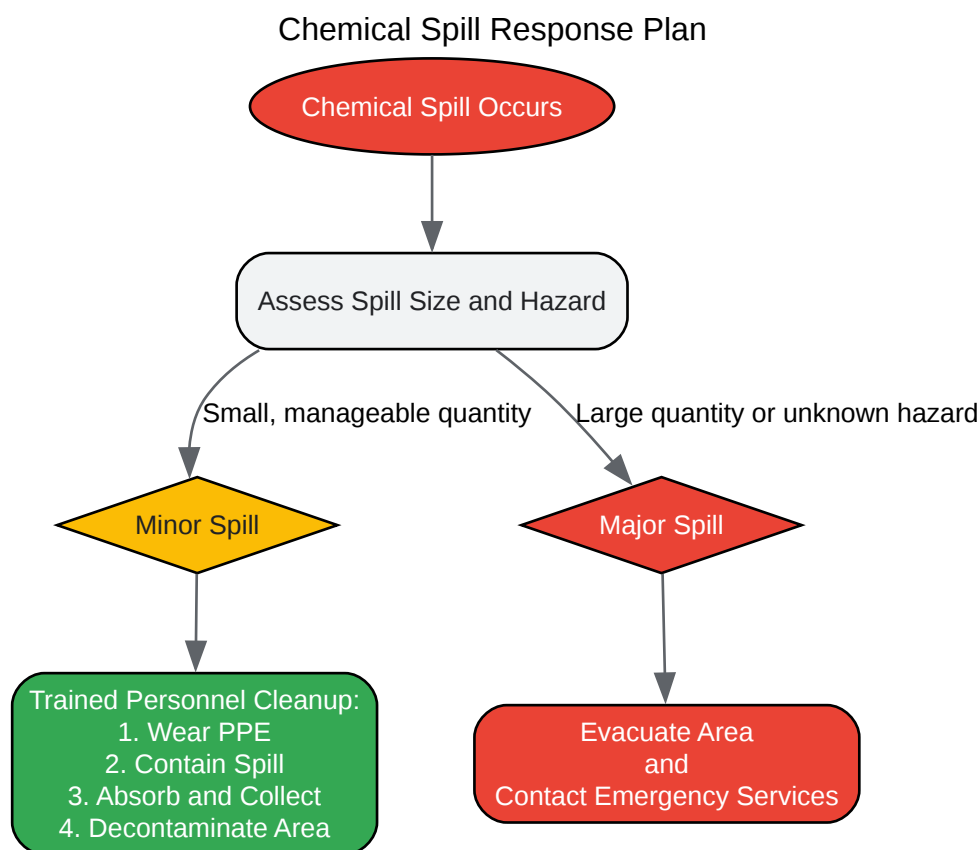 Chemical Spill Response Plan
Chemical Spill Occurs
Assess Spill Size and Hazard
Small, manageable quantity
Large quantity or unknown hazard
Minor Spill
Major Spill
Trained Personnel Cleanup:
1. Wear PPE
2. Contain Spill
3. Absorb and Collect
4. Decontaminate Area
Evacuate Area
and
Contact Emergency Services